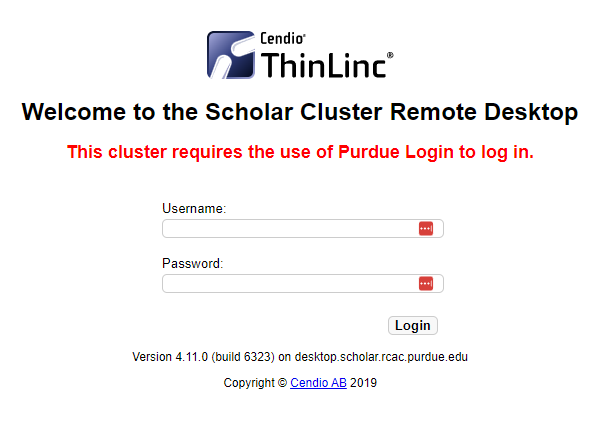 Cendio®
ThinLinc®
Welcome to the Scholar Cluster Remote Desktop
This cluster requires the use of Purdue Login to log in.
Username:
Password:
Login
Version 4.11.0 (build 6323) on desktop.scholar.rcac.purdue.edu
Copyright © Cendio AB 2019